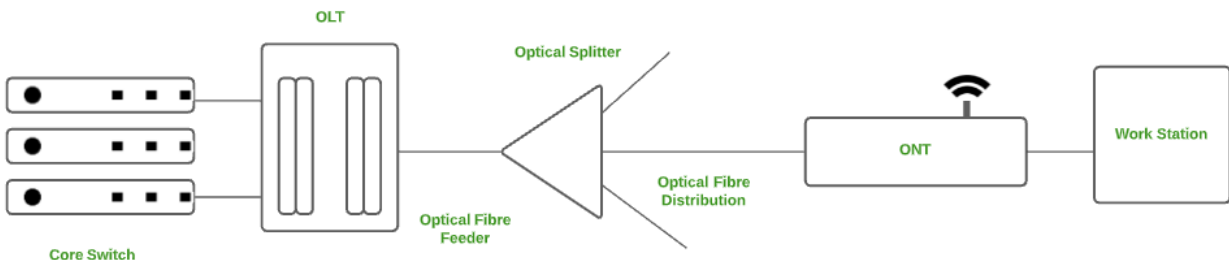 OLT
Optical Splitter
Work Station
ONT
Optical Fibre
Distribution
Optical Fibre
Feeder
Core Switch